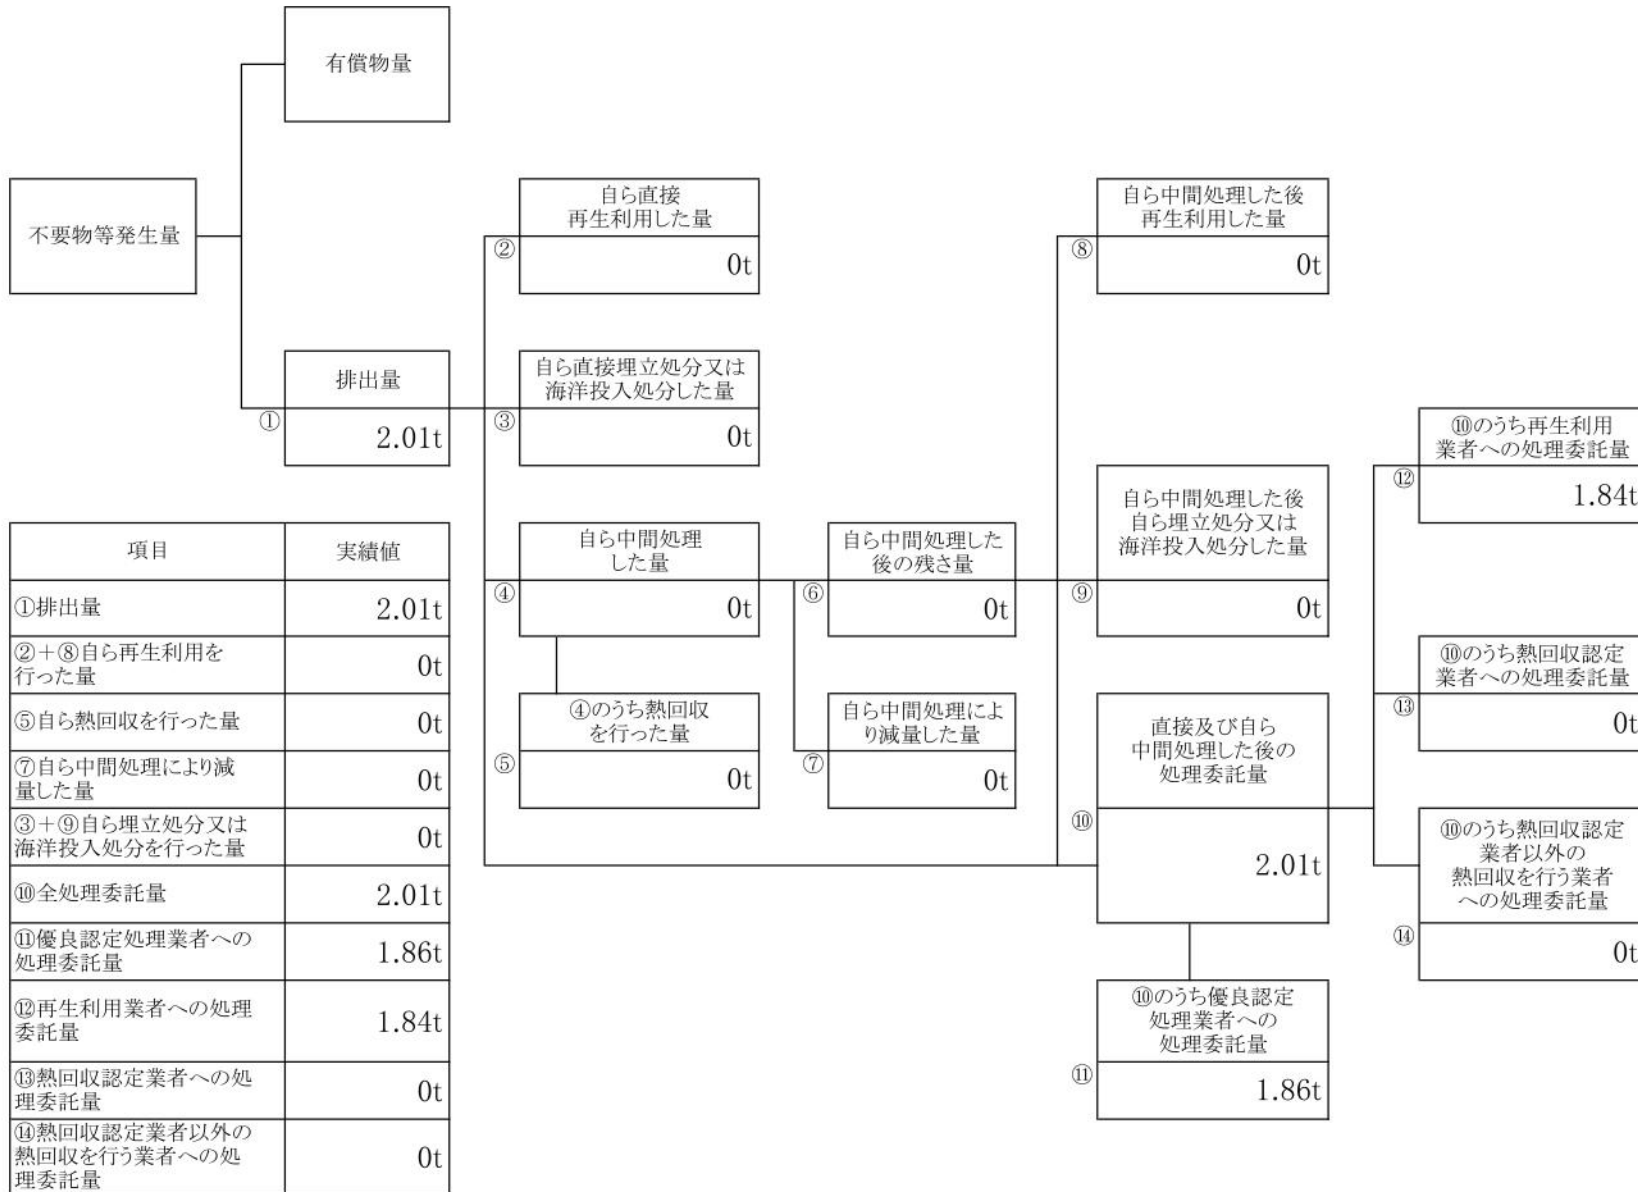 有償物量
不要物等発生量
自ら直接
再生利用した量
②
0t
自ら中間処理した後
再生利用した量
⑧
0t
排出量
①
2.01t
自ら直接埋立処分又は
海洋投入処分した量
③
0t
⑩のうち再生利用
業者への処理委託量
⑫
1.84t
自ら中間処理
した量
④
0t
自ら中間処理した
後の残さ量
⑥
0t
自ら中間処理した後
自ら埋立処分又は
海洋投入処分した量
⑨
0t
⑩のうち熱回収認定
業者への処理委託量
⑬
0t
④のうち熱回収
を行った量
⑤
0t
自ら中間処理によ
り減量した量
⑦
0t
直接及び自ら
中間処理した後の
処理委託量
⑩
2.01t
⑩のうち熱回収認定
業者以外の
熱回収を行う業者
への処理委託量
⑭
0t
⑩のうち優良認定
処理業者への
処理委託量
⑪
1.86t
項目 実績値
①排出量 2.01t
②+⑧自ら再生利用を
行った量 0t
⑤自ら熱回収を行った量 0t
⑦自ら中間処理により減
量した量 0t
③+⑨自ら埋立処分又は
海洋投入処分を行った量 0t
⑩全処理委託量 2.01t
⑪優良認定処理業者への
処理委託量 1.86t
⑫再生利用業者への処理
委託量 1.84t
⑬熱回収認定業者への処
理委託量 0t
⑭熱回収認定業者以外の
熱回収を行う業者への処
理委託量 0t